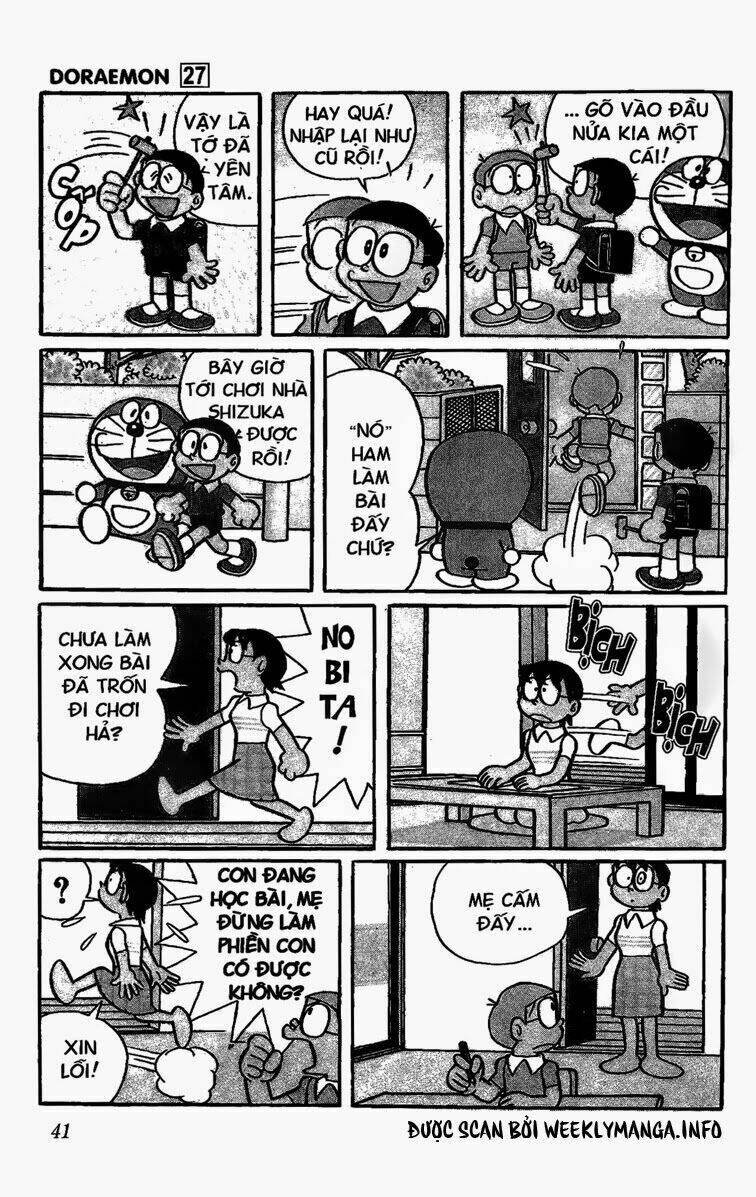 DORAEMON 27
... GÕ VÀO ĐẦU
NỬA KIA MỘT
CÁI!
HAY QUÁ!
NHẬP LẠI NHƯ
CŨ RỒI!
VẬY LÀ
TỚ ĐÃ
YÊN
TÂM.
CỐP
"NÓ"
HAM
LÀM
BÀI
ĐẤY
CHỨ?
BÂY GIỜ
TỚI CHƠI NHÀ
SHIZUKA
ĐƯỢC
RỒI!
BỊCH
BỊCH
NO
BI
TA!
CHƯA LÀM
XONG BÀI
ĐÃ TRỐN
ĐI CHƠI
HẢ?
MẸ CẤM
ĐẤY...
CON ĐANG
HỌC BÀI, MẸ
ĐỪNG LÀM
PHIỀN CON
CÓ ĐƯỢC
KHÔNG?
?
XIN
LỖI!
41
ĐƯỢC SCAN BỞI WEEKLYMANGA.INFO